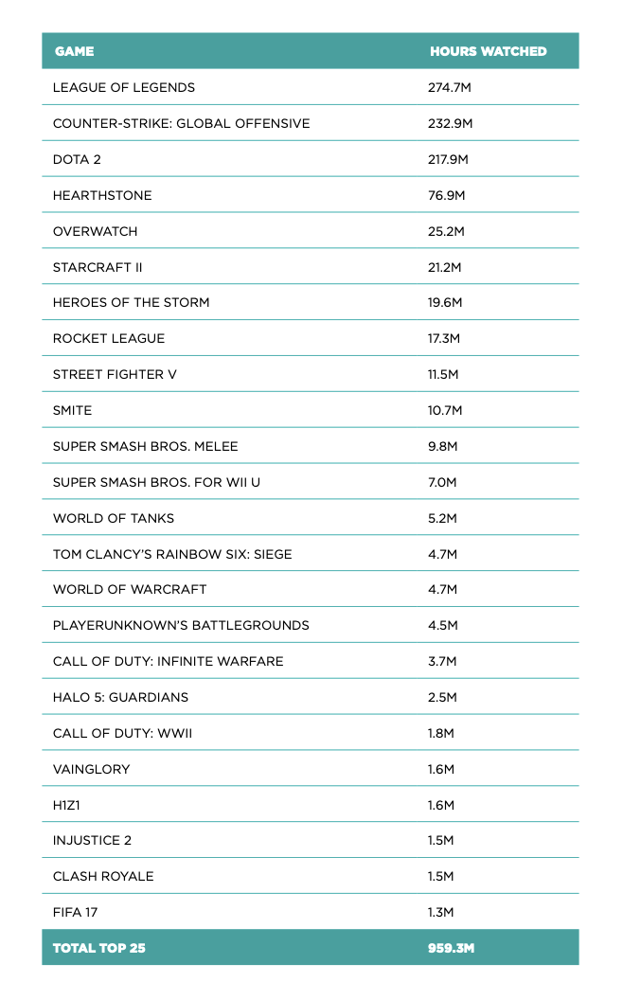 GAME HOURS WATCHED
LEAGUE OF LEGENDS 274.7M
COUNTER-STRIKE: GLOBAL OFFENSIVE 232.9M
DOTA 2 217.9M
HEARTHSTONE 76.9M
OVERWATCH 25.2M
STARCRAFT II 21.2M
HEROES OF THE STORM 19.6M
ROCKET LEAGUE 17.3M
STREET FIGHTER V 11.5M
SMITE 10.7M
SUPER SMASH BROS. MELEE 9.8M
SUPER SMASH BROS. FOR WII U 7.0M
WORLD OF TANKS 5.2M
TOM CLANCY’S RAINBOW SIX: SIEGE 4.7M
WORLD OF WARCRAFT 4.7M
PLAYERUNKNOWN’S BATTLEGROUNDS 4.5M
CALL OF DUTY: INFINITE WARFARE 3.7M
HALO 5: GUARDIANS 2.5M
CALL OF DUTY: WWII 1.8M
VAINGLORY 1.6M
H1Z1 1.6M
INJUSTICE 2 1.5M
CLASH ROYALE 1.5M
FIFA 17 1.3M
TOTAL TOP 25 959.3M